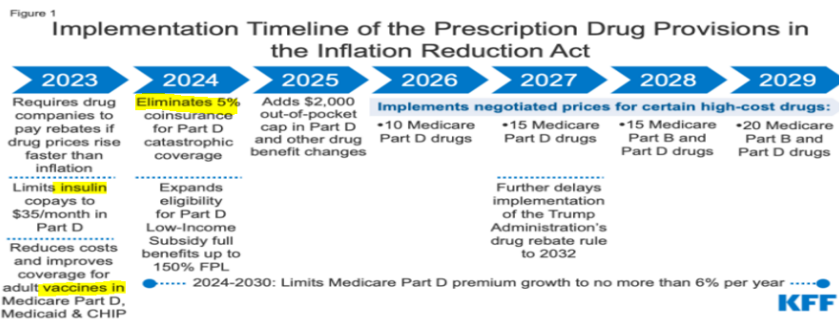 Figure 1
Implementation Timeline of the Prescription Drug Provisions in
the Inflation Reduction Act
2023
2024
2025
2026
2027
2028
2029
Requires drug
companies to
pay rebates if
drug prices rise
faster than
inflation
Limits insulin
copays to
$35/month in
Part D
Reduces costs
and improves
coverage for
adult vaccines in
Medicare Part D,
Medicaid & CHIP
Eliminates 5%
coinsurance
for Part D
catastrophic
coverage
Expands
eligibility
for Part D
Low-Income
Subsidy full
benefits up to
150% FPL
Adds $2,000
out-of-pocket
cap in Part D
and other drug
benefit changes
Implements negotiated prices for certain high-cost drugs:
•10 Medicare
Part D drugs
•15 Medicare
Part D drugs
•15 Medicare
Part B and
Part D drugs
•20 Medicare
Part B and
Part D drugs
Further delays
implementation
of the Trump
Administration's
drug rebate rule
to 2032
2024-2030: Limits Medicare Part D premium growth to no more than 6% per year
KFF